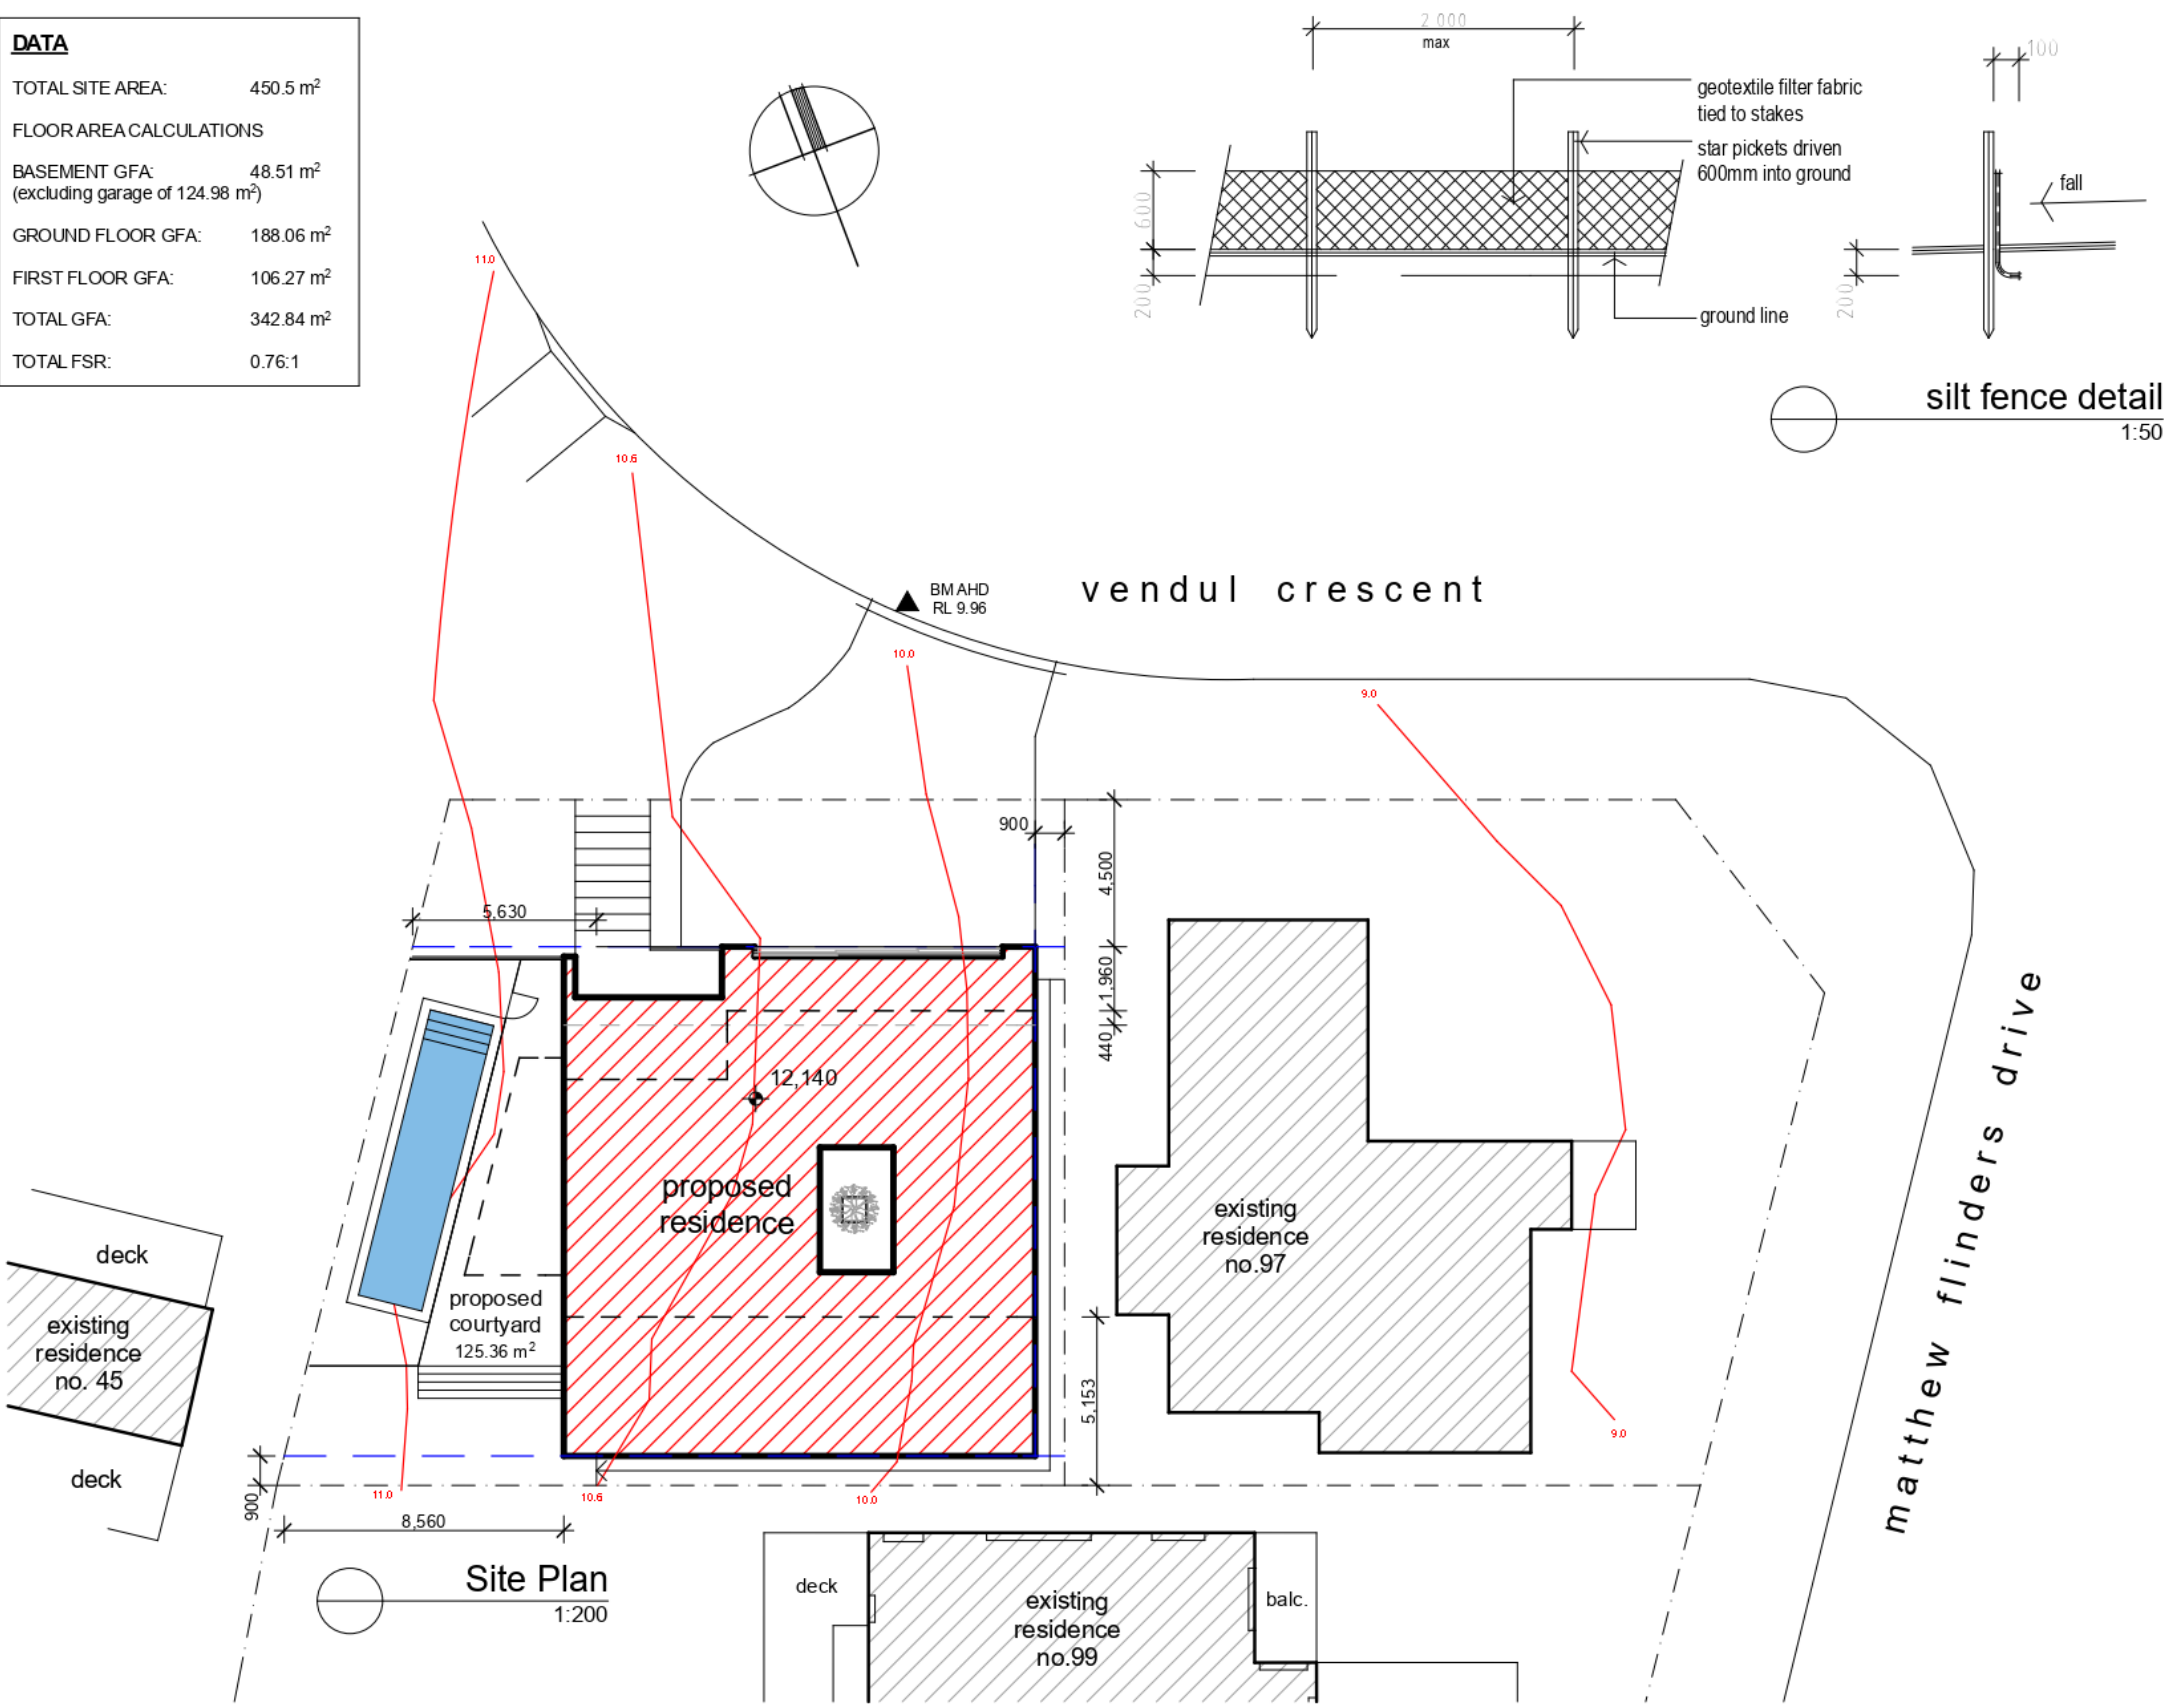 DATA
TOTAL SITE AREA: 450.5 m²
FLOOR AREA CALCULATIONS
BASEMENT GFA: 48.51 m²
(excluding garage of 124.98 m²)
GROUND FLOOR GFA: 188.06 m²
FIRST FLOOR GFA: 106.27 m²
TOTAL GFA: 342.84 m²
TOTAL FSR: 0.76:1
2 000
max
100
geotextile filter fabric
tied to stakes
star pickets driven
600mm into ground
600
fall
200
200
ground line
silt fence detail
1:50
11.0
10.6
BM AHD
RL 9.96
vendul crescent
10.0
9.0
900
4,500
5,630
1,960
440
12,140
matthew flinders drive
proposed
residence
existing
residence
no.97
deck
proposed
courtyard
125.36 m²
existing
residence
no. 45
5,153
9.0
deck
900
11.0
10.6
10.0
8,560
Site Plan
1:200
deck
existing
residence
no.99
balc.